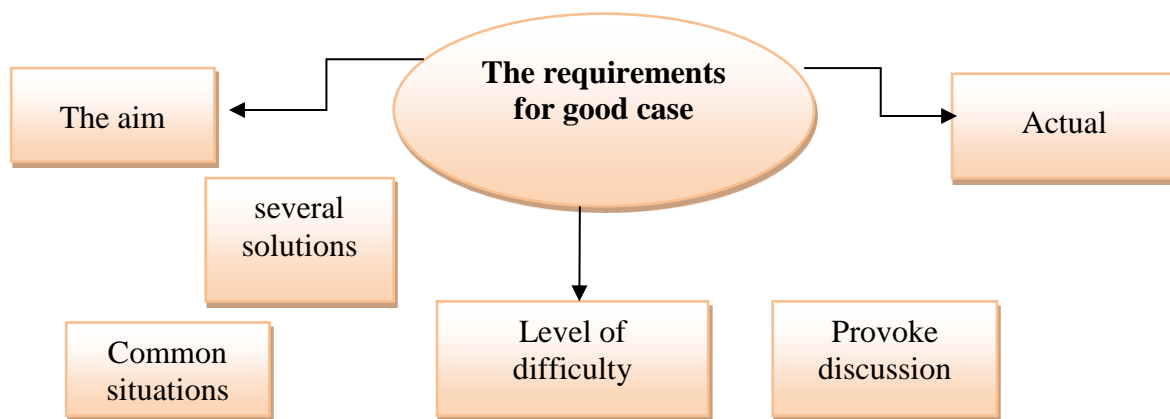 The requirements
for good case
The aim
Actual
several
solutions
Level of
difficulty
Provoke
discussion
Common
situations